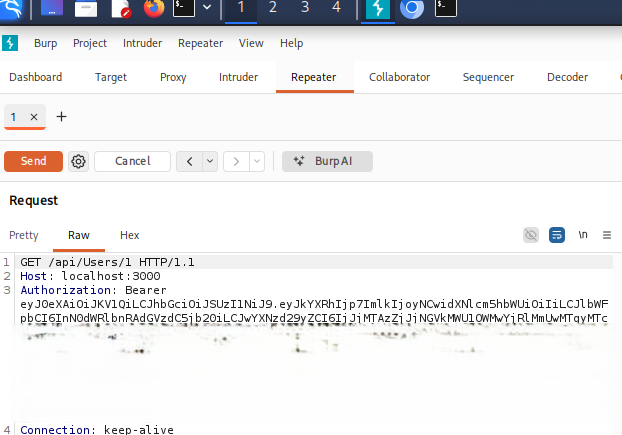 1 2 3 4
Burp Project Intruder Repeater View Help
Dashboard Target Proxy Intruder Repeater Collaborator Sequencer Decoder
1 × +
Send Cancel < > Burp AI
Request
Pretty Raw Hex \n
1 GET /api/Users/1 HTTP/1.1
2 Host: localhost:3000
3 Authorization: Bearer
eyJ0eXAiOiJKV1QiLCJhbGciOiJSUzI1NiJ9.eyJkYXRhIjp7ImlkIjoyNCwidXNlcm5hbWUiOiIiLCJlbWF
pbCI6InN0dWRlbnRAdGVzdC5jb20iLCJwYXNzd29yZCI6IjJjMTAzZjJjNGVkMWU1OWMwYjRlMmUwMTgyMTc
4 Connection: keep-alive